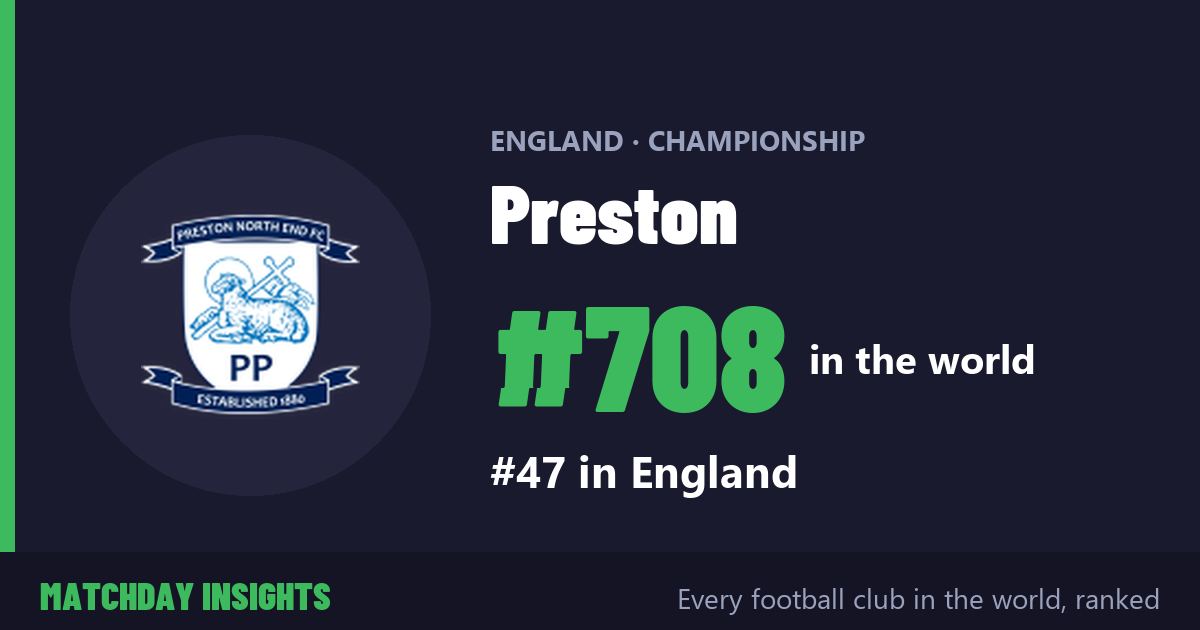 PRESTON NORTH END FC
PP
ESTABLISHED 1880
ENGLAND · CHAMPIONSHIP
Preston
#708 in the world
#47 in England
MATCHDAY INSIGHTS
Every football club in the world, ranked